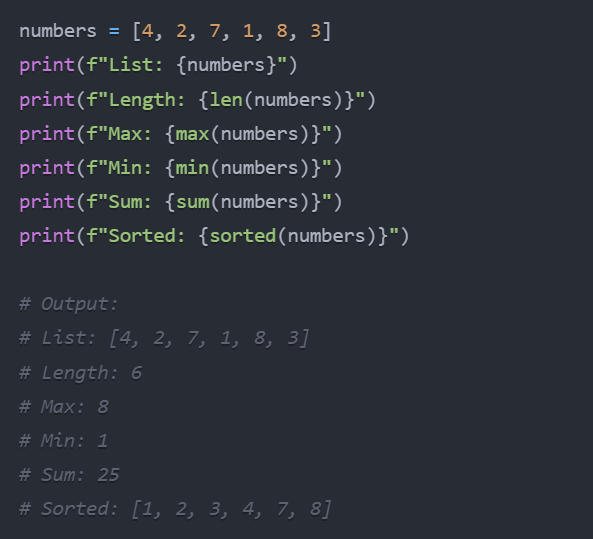 numbers = [4, 2, 7, 1, 8, 3]
print(f"List: {numbers}")
print(f"Length: {len(numbers)}")
print(f"Max: {max(numbers)}")
print(f"Min: {min(numbers)}")
print(f"Sum: {sum(numbers)}")
print(f"Sorted: {sorted(numbers)}")

# Output:
# List: [4, 2, 7, 1, 8, 3]
# Length: 6
# Max: 8
# Min: 1
# Sum: 25
# Sorted: [1, 2, 3, 4, 7, 8]